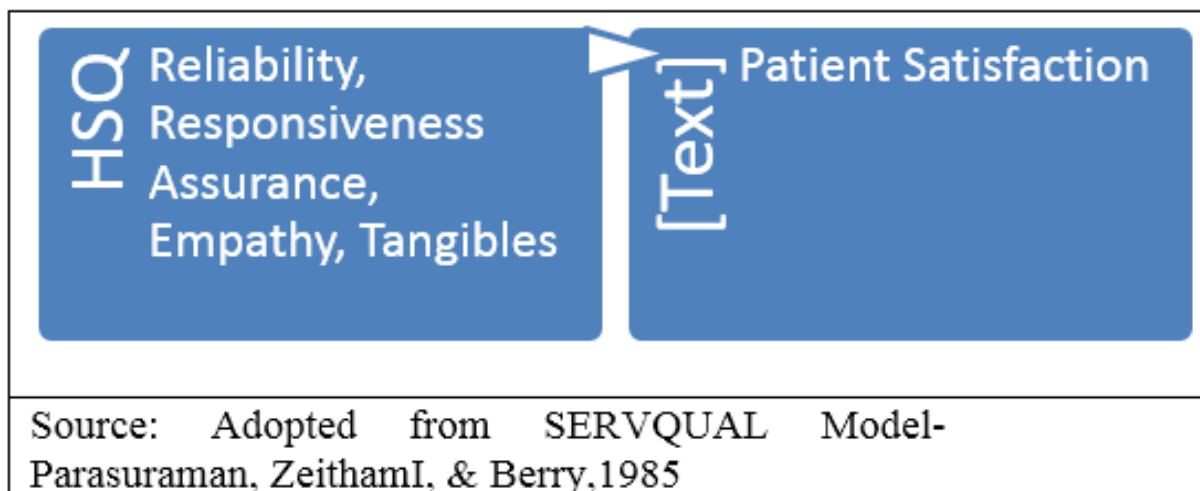 HSQ
Reliability,
Responsiveness
Assurance,
Empathy, Tangibles
[Text]
Patient Satisfaction
Source: Adopted from SERVQUAL Model-
Parasuraman, ZeithamI, & Berry,1985